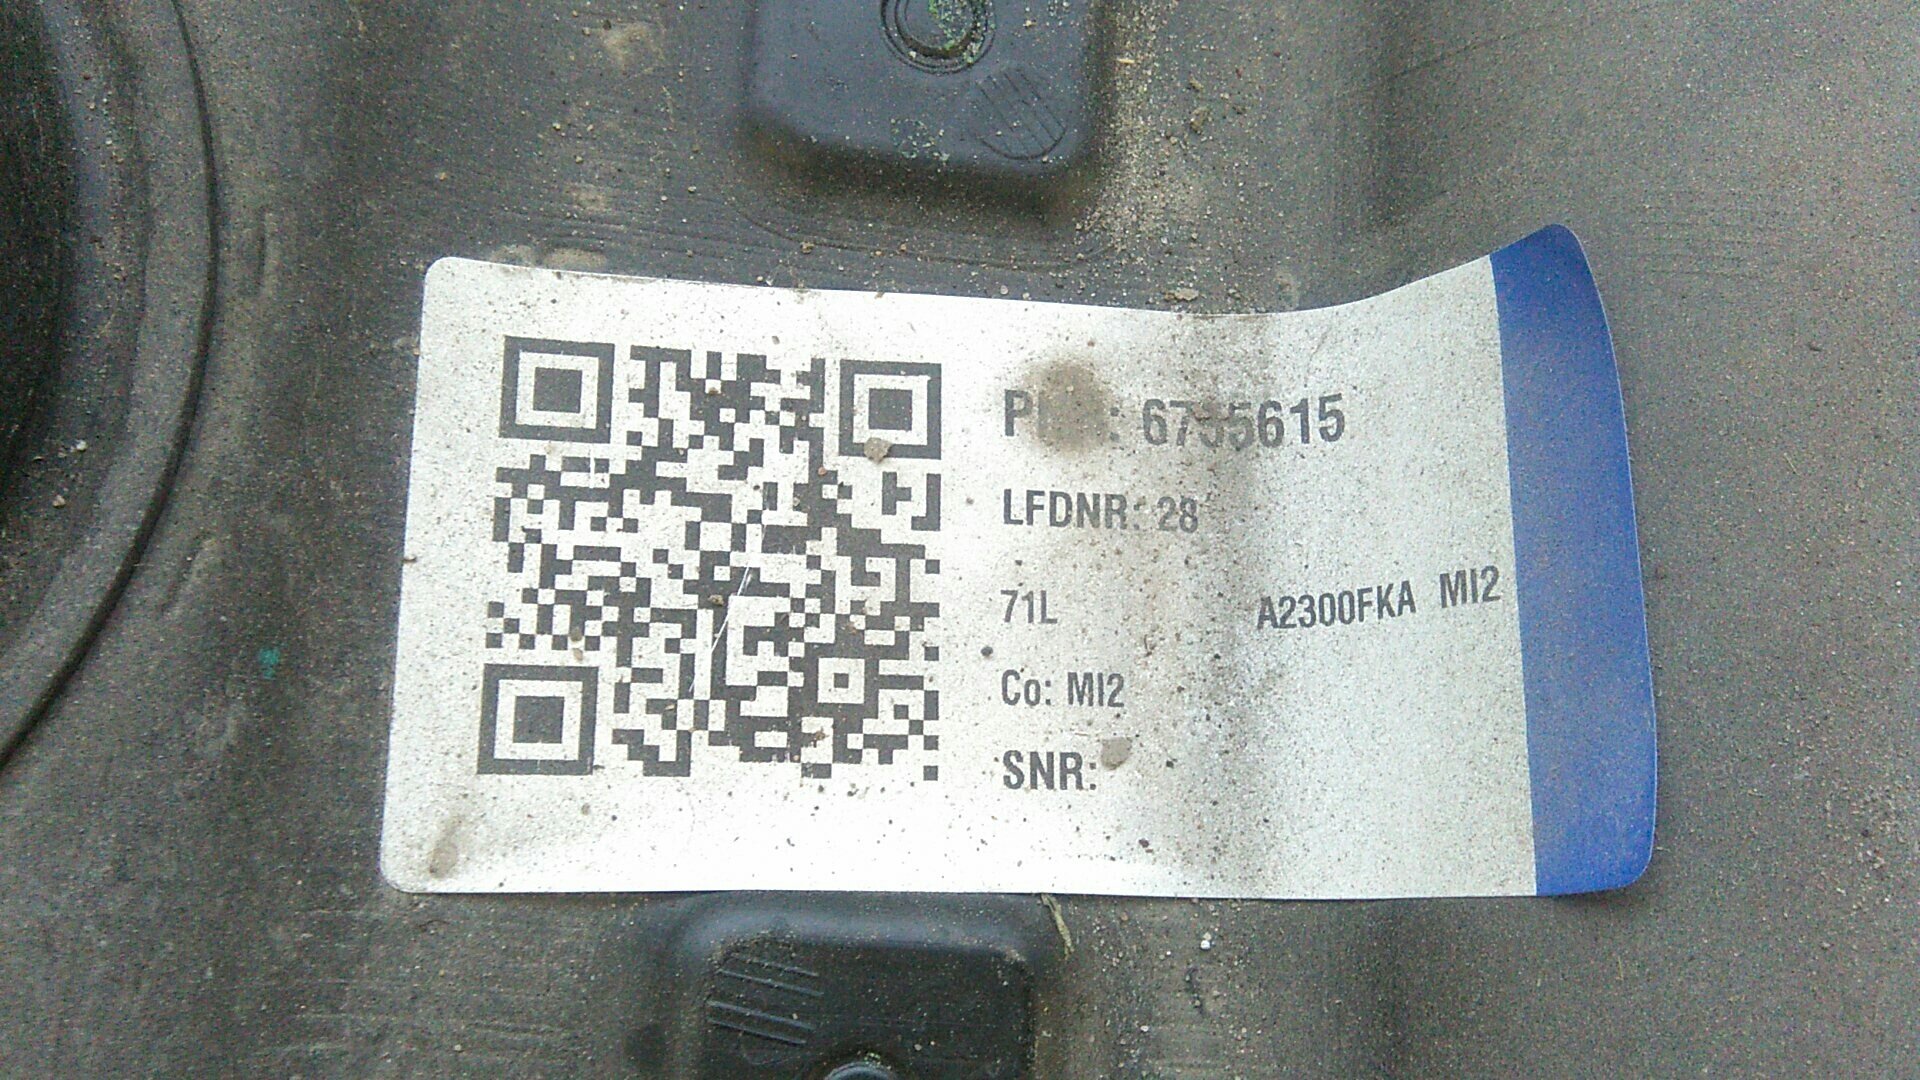 LFDNR: 28
71L A2300FKA MI2
Co: MI2
SNR: